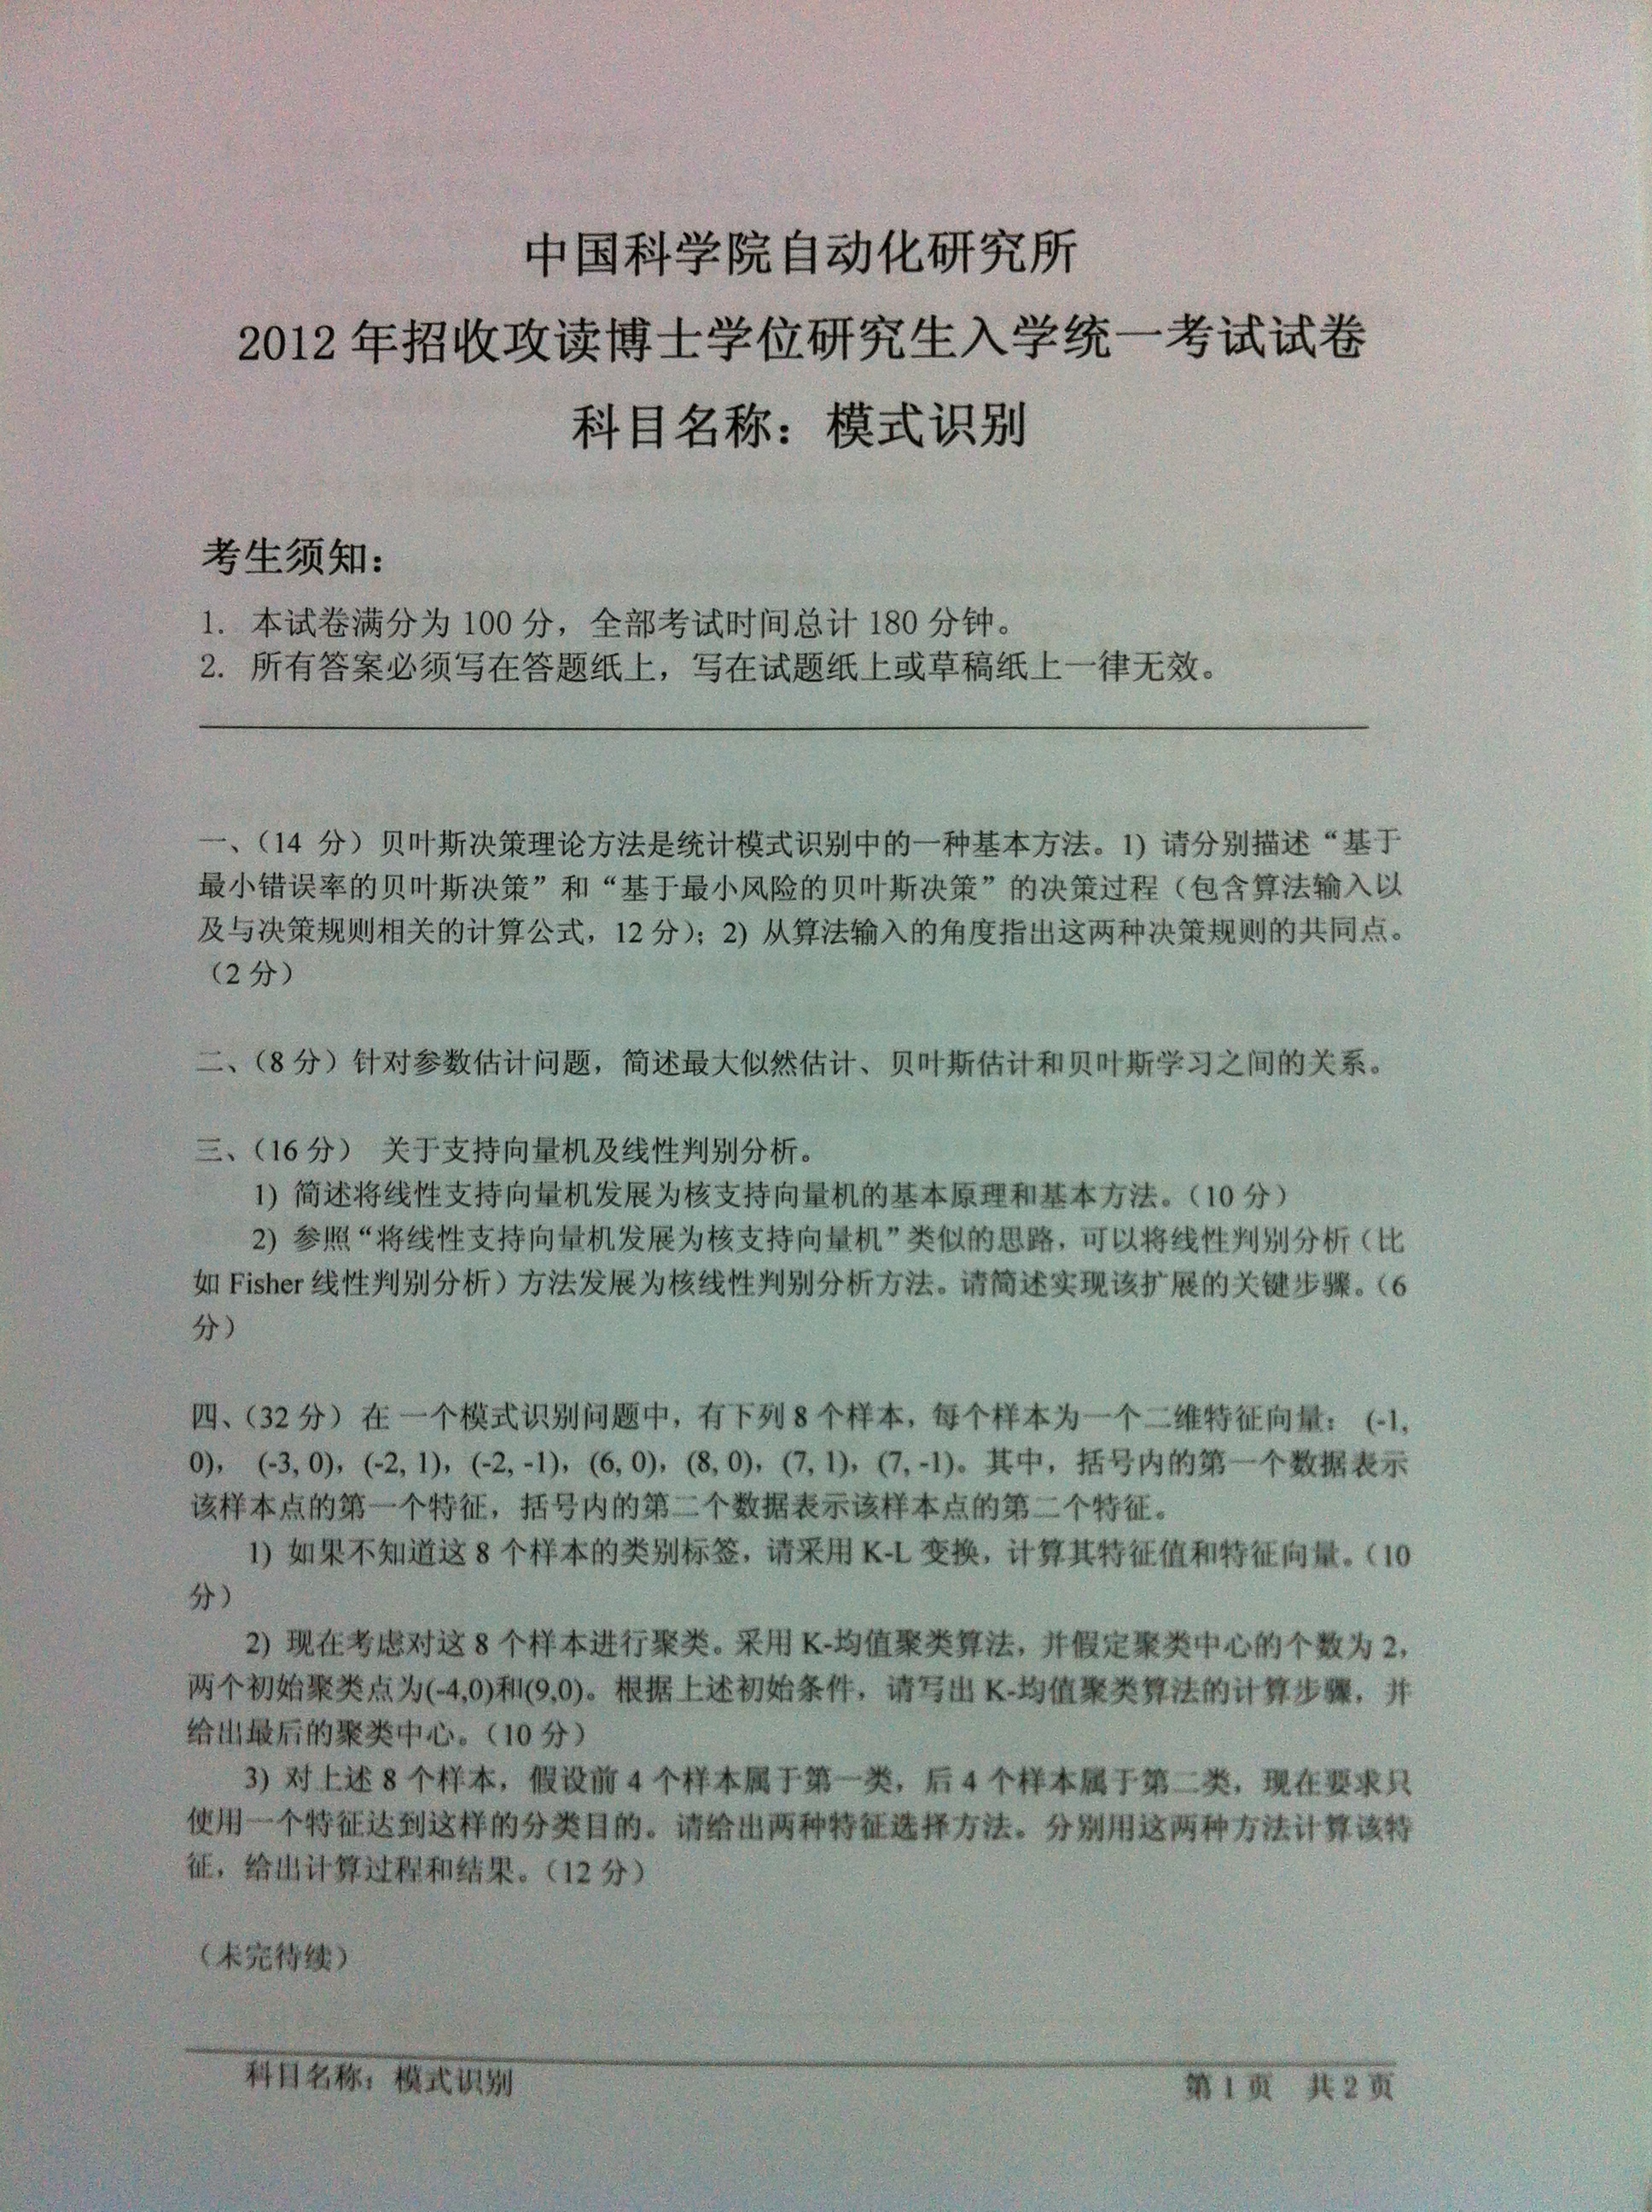 中国科学院自动化研究所
2012 年招收攻读博士学位研究生入学统一考试试卷
科目名称：模式识别
考生须知：
1. 本试卷满分为 100 分，全部考试时间总计 180 分钟。
2. 所有答案必须写在答题纸上，写在试题纸上或草稿纸上一律无效。
一、（14 分）贝叶斯决策理论方法是统计模式识别中的一种基本方法。1) 请分别描述“基于
最小错误率的贝叶斯决策”和“基于最小风险的贝叶斯决策”的决策过程（包含算法输入以
及与决策规则相关的计算公式，12 分）；2) 从算法输入的角度指出这两种决策规则的共同点。
（2 分）
二、（8 分）针对参数估计问题，简述最大似然估计、贝叶斯估计和贝叶斯学习之间的关系。
三、（16 分） 关于支持向量机及线性判别分析。
1) 简述将线性支持向量机发展为核支持向量机的基本原理和基本方法。（10 分）
2) 参照“将线性支持向量机发展为核支持向量机”类似的思路，可以将线性判别分析（比
如 Fisher 线性判别分析）方法发展为核线性判别分析方法。请简述实现该扩展的关键步骤。（6
分）
四、（32 分）在一个模式识别问题中，有下列 8 个样本，每个样本为一个二维特征向量： (-1,
0)， (-3, 0)，(-2, 1)，(-2, -1)，(6, 0)，(8, 0)，(7, 1)，(7, -1)。其中，括号内的第一个数据表示
该样本点的第一个特征，括号内的第二个数据表示该样本点的第二个特征。
1) 如果不知道这 8 个样本的类别标签，请采用 K-L 变换，计算其特征值和特征向量。（10
分）
2) 现在考虑对这 8 个样本进行聚类。采用 K-均值聚类算法，并假定聚类中心的个数为 2，
两个初始聚类点为(-4,0)和(9,0)。根据上述初始条件，请写出 K-均值聚类算法的计算步骤，并
给出最后的聚类中心。（10 分）
3) 对上述 8 个样本，假设前 4 个样本属于第一类，后 4 个样本属于第二类，现在要求只
使用一个特征达到这样的分类目的。请给出两种特征选择方法。分别用这两种方法计算该特
征，给出计算过程和结果。（12 分）
（未完待续）
科目名称：模式识别 第 1 页 共 2 页